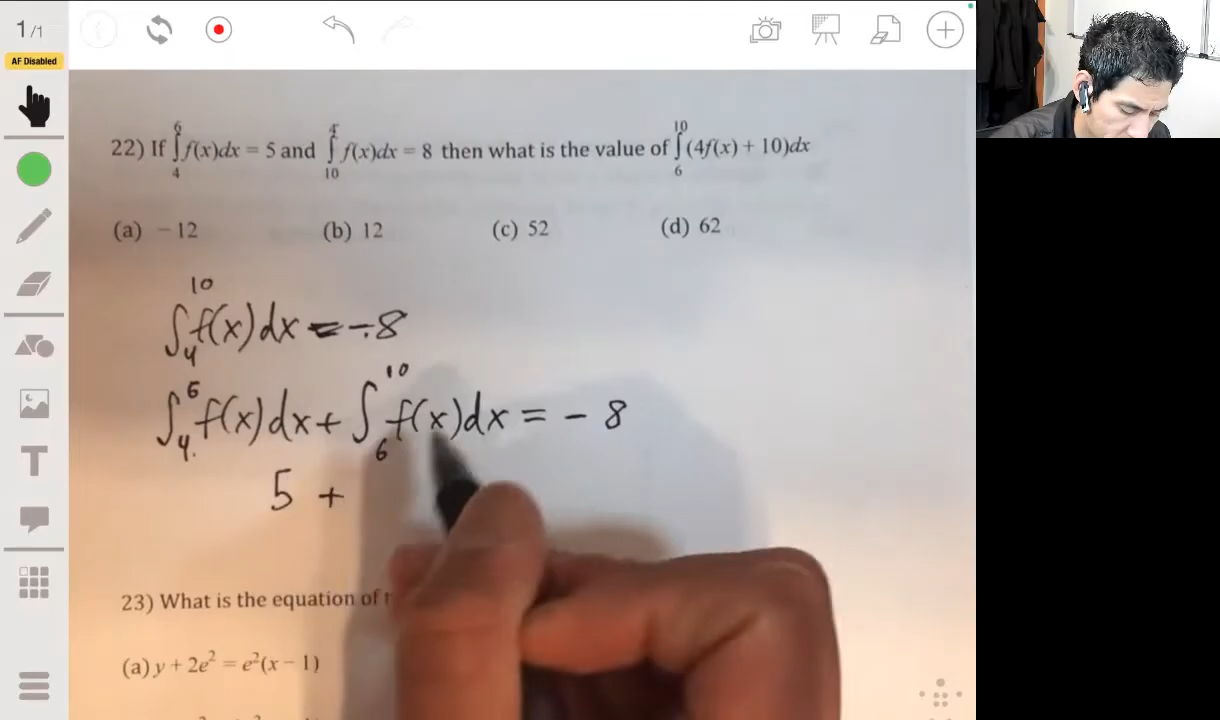 1/1
AF Disabled
22) If ∫₄⁶ f(x)dx = 5 and ∫₁₀⁴ f(x)dx = 8 then what is the value of ∫₆¹⁰ (4f(x) + 10)dx
(a) − 12 (b) 12 (c) 52 (d) 62
∫₄¹⁰ f(x)dx = −8
∫₄⁶ f(x)dx + ∫₆¹⁰ f(x)dx = − 8
5 +
23) What is the equation of
(a) y + 2e² = e²(x − 1)
T